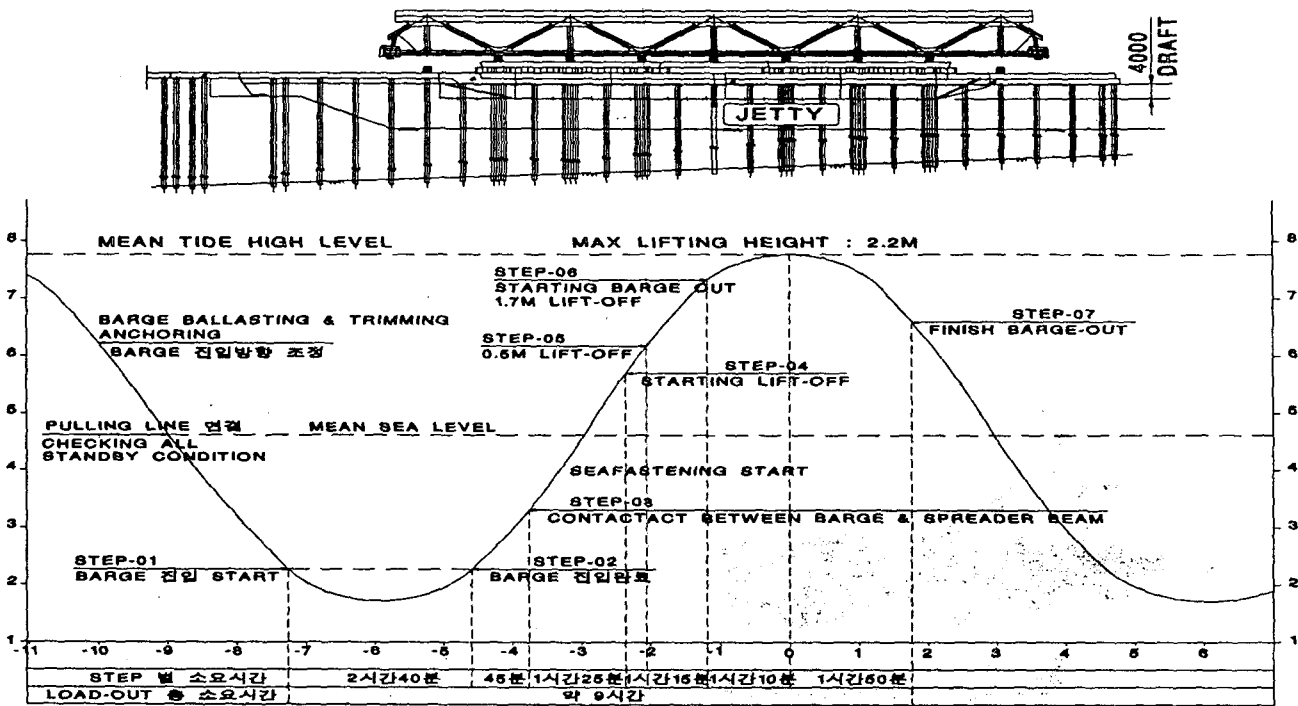 4000
DRAFT
JETTY
MEAN TIDE HIGH LEVEL
MAX LIFTING HEIGHT : 2.2M
STEP-06
STARTING BARGE OUT
1.7M LIFT-OFF
BARGE BALLASTING & TRIMMING
ANCHORING
BARGE 진입방향 조정
STEP-05
0.5M LIFT-OFF
STEP-07
FINISH BARGE-OUT
STEP-04
STARTING LIFT-OFF
PULLING LINE 연결
MEAN SEA LEVEL
CHECKING ALL
STANDBY CONDITION
SEAFASTENING START
STEP-03
CONTACTACT BETWEEN BARGE & SPREADER BEAM
STEP-01
BARGE 진입 START
STEP-02
BARGE 진입완료
8 7 6 5 4 3 2 1
8 7 6 5 4 3 2 1
-11 -10 -9 -8 -7 -6 -5 -4 -3 -2 -1 0 1 2 3 4 5 6
STEP 별 소요시간 2시간40분 45분 1시간25분 1시간15분 1시간10분 1시간50분
LOAD-OUT 총 소요시간 약 9시간